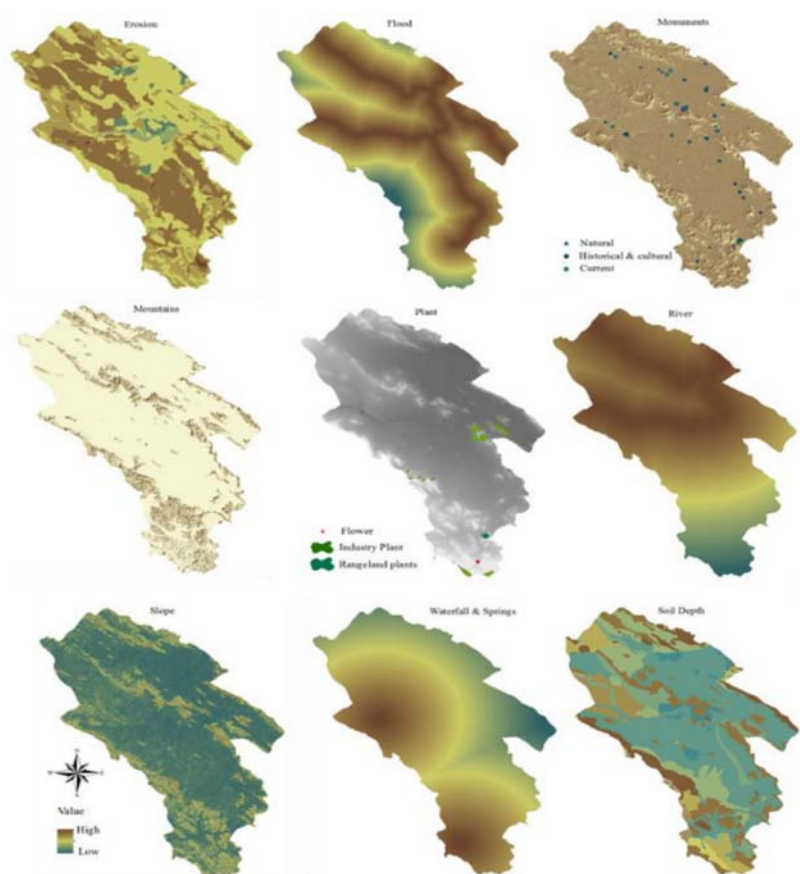 Erosion
Flood
Monuments
Natural
Historical & cultural
Current
Mountains
Plant
River
Flower
Industry Plant
Rangeland plants
Slope
Waterfall & Springs
Soil Depth
Value
High
Low